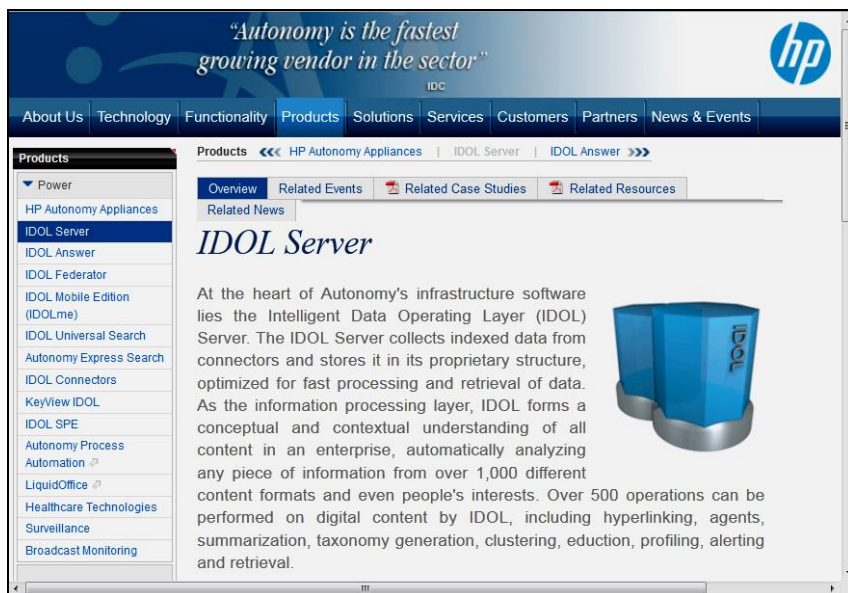 “Autonomy is the fastest
growing vendor in the sector”
IDC
hp
About Us Technology Functionality Products Solutions Services Customers Partners News & Events
Products
Power
HP Autonomy Appliances
IDOL Server
IDOL Answer
IDOL Federator
IDOL Mobile Edition
(IDOLme)
IDOL Universal Search
Autonomy Express Search
IDOL Connectors
KeyView IDOL
IDOL SPE
Autonomy Process
Automation
LiquidOffice
Healthcare Technologies
Surveillance
Broadcast Monitoring
Products HP Autonomy Appliances | IDOL Server | IDOL Answer
Overview Related Events Related Case Studies Related Resources
Related News
IDOL Server
At the heart of Autonomy's infrastructure software
lies the Intelligent Data Operating Layer (IDOL)
Server. The IDOL Server collects indexed data from
connectors and stores it in its proprietary structure,
optimized for fast processing and retrieval of data.
As the information processing layer, IDOL forms a
conceptual and contextual understanding of all
content in an enterprise, automatically analyzing
any piece of information from over 1,000 different
content formats and even people's interests. Over 500 operations can be
performed on digital content by IDOL, including hyperlinking, agents,
summarization, taxonomy generation, clustering, eduction, profiling, alerting
and retrieval.
IDOL